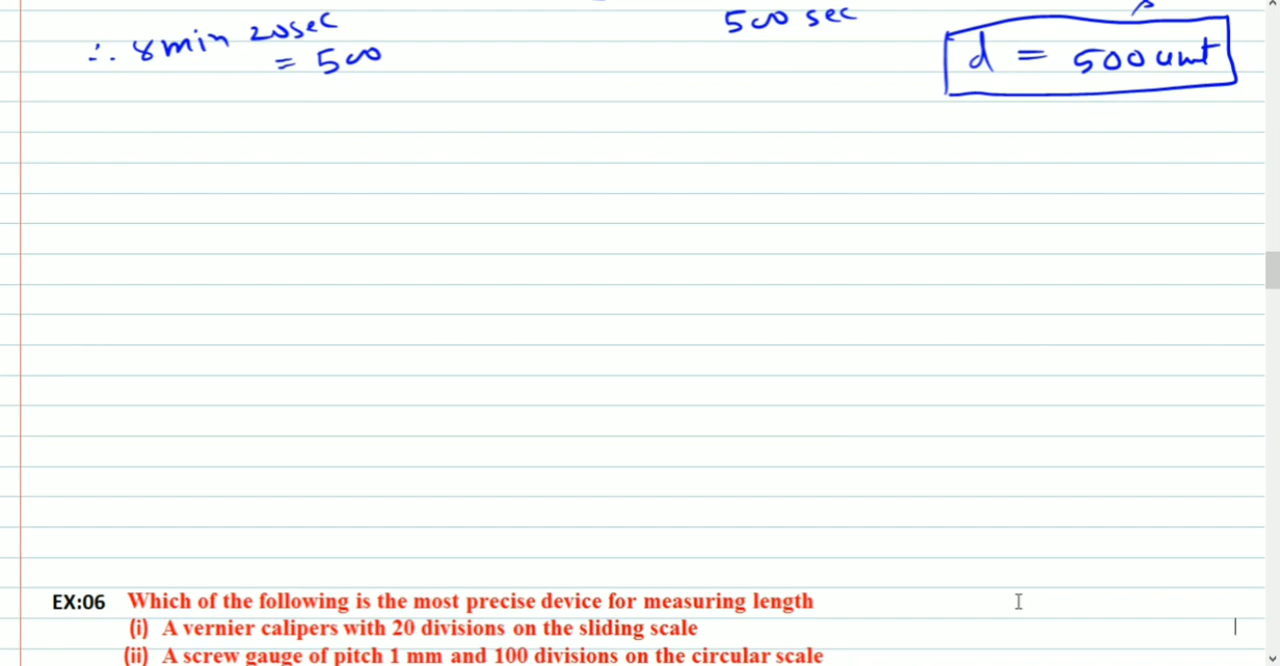 500 sec
∴ 8 min 20 sec
= 500
d = 500 unit
EX:06 Which of the following is the most precise device for measuring length
(i) A vernier calipers with 20 divisions on the sliding scale
(ii) A screw gauge of pitch 1 mm and 100 divisions on the circular scale